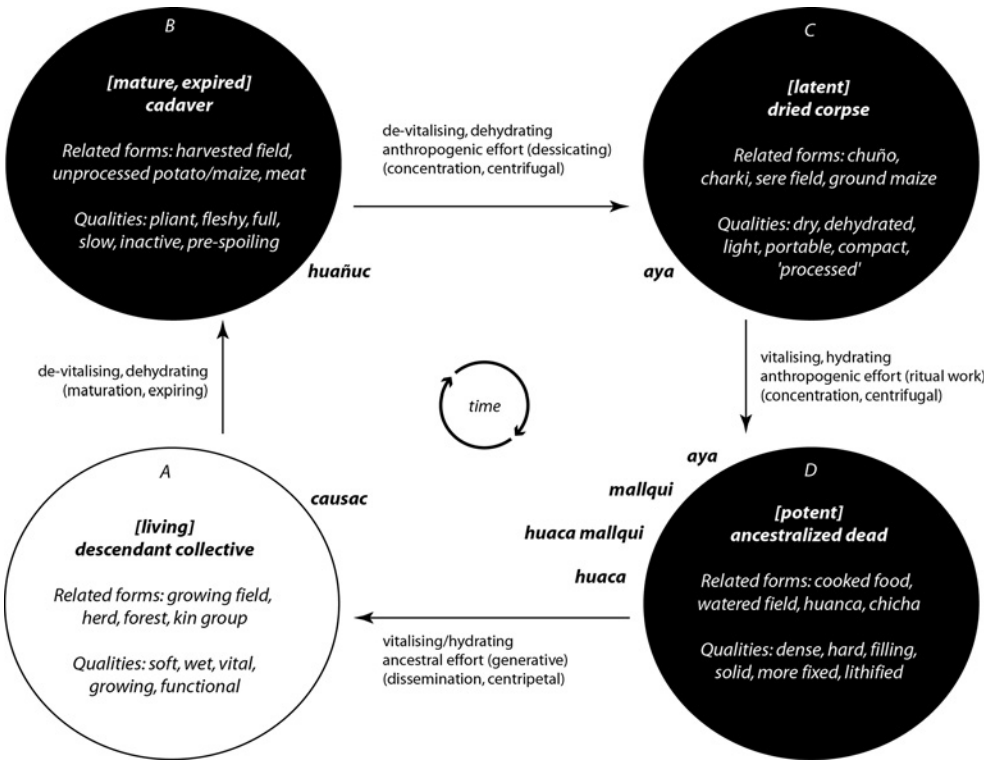 B
[mature, expired]
cadaver
Related forms: harvested field,
unprocessed potato/maize, meat
Qualities: pliant, fleshy, full,
slow, inactive, pre-spoiling
huañuc
de-vitalising, dehydrating
anthropogenic effort (dessicating)
(concentration, centrifugal)
C
[latent]
dried corpse
Related forms: chuño,
charki, sere field, ground maize
Qualities: dry, dehydrated,
light, portable, compact,
'processed'
aya
de-vitalising, dehydrating
(maturation, expiring)
time
vitalising, hydrating
anthropogenic effort (ritual work)
(concentration, centrifugal)
A
[living]
descendant collective
Related forms: growing field,
herd, forest, kin group
Qualities: soft, wet, vital,
growing, functional
causac
aya
mallqui
huaca mallqui
huaca
D
[potent]
ancestralized dead
Related forms: cooked food,
watered field, huanca, chicha
Qualities: dense, hard, filling,
solid, more fixed, lithified
vitalising/hydrating
ancestral effort (generative)
(dissemination, centripetal)